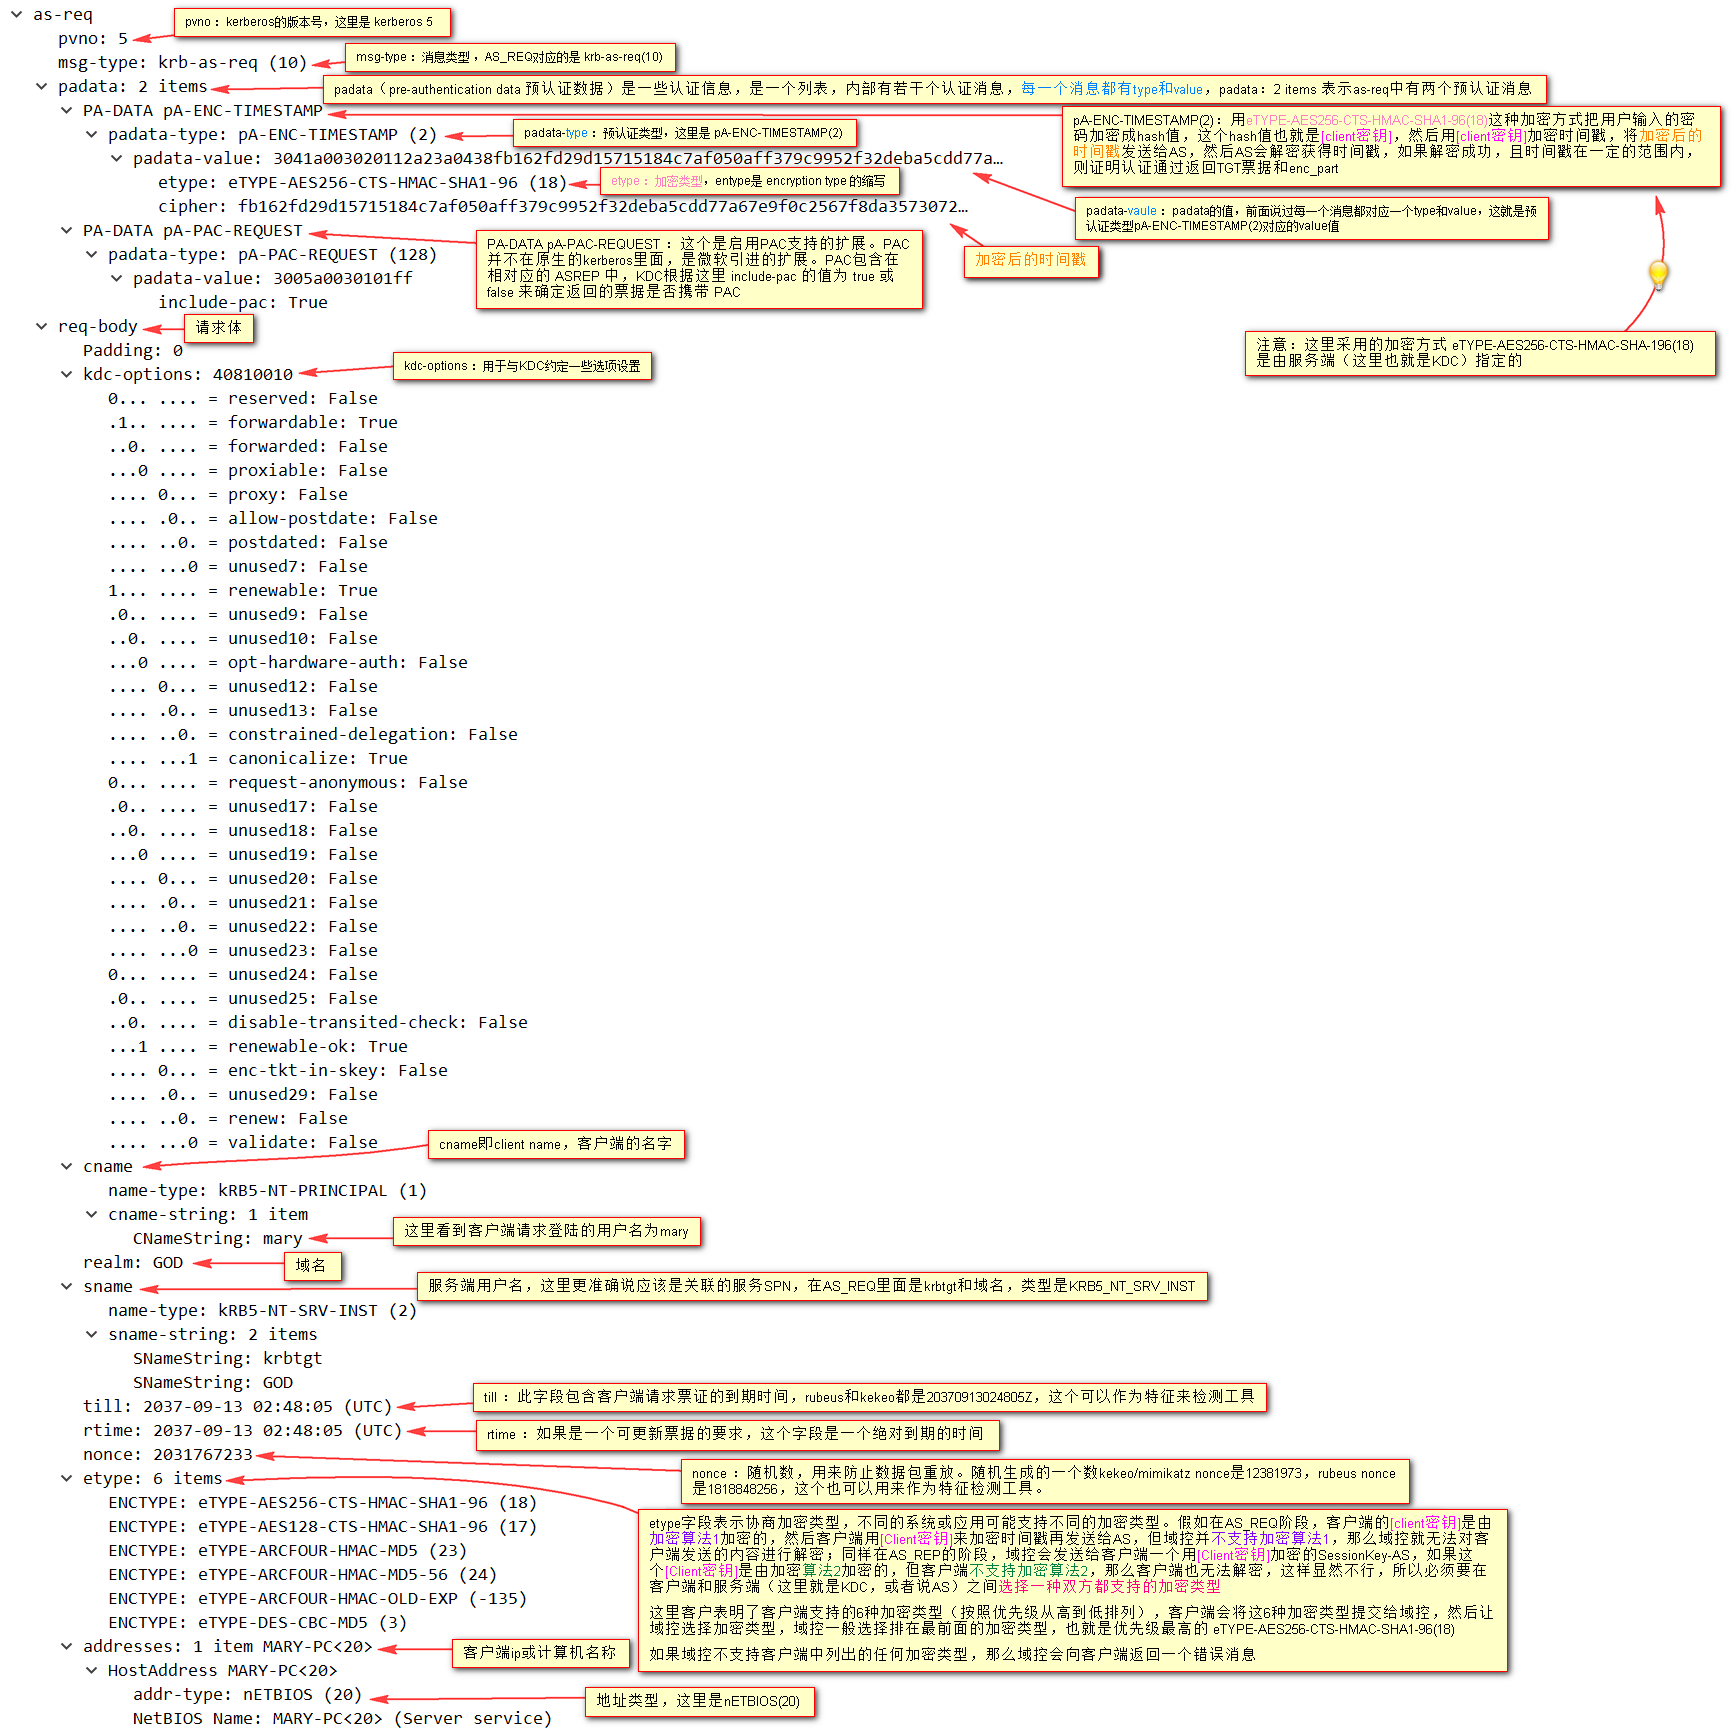 as-req
pvno：kerberos的版本号，这里是 kerberos 5
pvno: 5
msg-type：消息类型，AS_REQ对应的是 krb-as-req(10)
msg-type: krb-as-req (10)
padata: 2 items
padata（pre-authentication data 预认证数据）是一些认证信息，是一个列表，内部有若干个认证消息，每一个消息都有type和value，padata：2 items 表示as-req中有两个预认证消息
PA-DATA pA-ENC-TIMESTAMP
pA-ENC-TIMESTAMP(2)：用eTYPE-AES256-CTS-HMAC-SHA1-96(18)这种加密方式把用户输入的密
码加密成hash值，这个hash值也就是[client密钥]，然后用[client密钥]加密时间戳，将加密后的
时间戳发送给AS，然后AS会解密获得时间戳，如果解密成功，且时间戳在一定的范围内，
则证明认证通过返回TGT票据和enc_part
padata-type: pA-ENC-TIMESTAMP (2)
padata-type：预认证类型，这里是 pA-ENC-TIMESTAMP(2)
padata-value: 3041a003020112a23a0438fb162fd29d15715184c7af050aff379c9952f32deba5cdd77a…
etype: eTYPE-AES256-CTS-HMAC-SHA1-96 (18)
etype：加密类型，entype是 encryption type 的缩写
cipher: fb162fd29d15715184c7af050aff379c9952f32deba5cdd77a67e9f0c2567f8da3573072…
padata-vaule：padata的值，前面说过每一个消息都对应一个type和value，这就是预
认证类型pA-ENC-TIMESTAMP(2)对应的value值
加密后的时间戳
PA-DATA pA-PAC-REQUEST
PA-DATA pA-PAC-REQUEST：这个是启用PAC支持的扩展。PAC
并不在原生的kerberos里面，是微软引进的扩展。PAC包含在
相对应的 ASREP 中，KDC根据这里 include-pac 的值为 true 或
false 来确定返回的票据是否携带 PAC
padata-type: pA-PAC-REQUEST (128)
padata-value: 3005a0030101ff
include-pac: True
req-body
请求体
注意：这里采用的加密方式 eTYPE-AES256-CTS-HMAC-SHA-196(18)
是由服务端（这里也就是KDC）指定的
Padding: 0
kdc-options: 40810010
kdc-options：用于与KDC约定一些选项设置
0... .... = reserved: False
.1.. .... = forwardable: True
..0. .... = forwarded: False
...0 .... = proxiable: False
.... 0... = proxy: False
.... .0.. = allow-postdate: False
.... ..0. = postdated: False
.... ...0 = unused7: False
1... .... = renewable: True
.0.. .... = unused9: False
..0. .... = unused10: False
...0 .... = opt-hardware-auth: False
.... 0... = unused12: False
.... .0.. = unused13: False
.... ..0. = constrained-delegation: False
.... ...1 = canonicalize: True
0... .... = request-anonymous: False
.0.. .... = unused17: False
..0. .... = unused18: False
...0 .... = unused19: False
.... 0... = unused20: False
.... .0.. = unused21: False
.... ..0. = unused22: False
.... ...0 = unused23: False
0... .... = unused24: False
.0.. .... = unused25: False
..0. .... = disable-transited-check: False
...1 .... = renewable-ok: True
.... 0... = enc-tkt-in-skey: False
.... .0.. = unused29: False
.... ..0. = renew: False
.... ...0 = validate: False
cname即client name，客户端的名字
cname
name-type: kRB5-NT-PRINCIPAL (1)
cname-string: 1 item
CNameString: mary
这里看到客户端请求登陆的用户名为mary
realm: GOD
域名
sname
服务端用户名，这里更准确说应该是关联的服务SPN，在AS_REQ里面是krbtgt和域名，类型是KRB5_NT_SRV_INST
name-type: kRB5-NT-SRV-INST (2)
sname-string: 2 items
SNameString: krbtgt
SNameString: GOD
till: 2037-09-13 02:48:05 (UTC)
till：此字段包含客户端请求票证的到期时间，rubeus和kekeo都是20370913024805Z，这个可以作为特征来检测工具
rtime: 2037-09-13 02:48:05 (UTC)
rtime：如果是一个可更新票据的要求，这个字段是一个绝对到期的时间
nonce: 2031767233
nonce：随机数，用来防止数据包重放。随机生成的一个数kekeo/mimikatz nonce是12381973，rubeus nonce
是1818848256，这个也可以用来作为特征检测工具。
etype: 6 items
etype字段表示协商加密类型，不同的系统或应用可能支持不同的加密类型。假如在AS_REQ阶段，客户端的[client密钥]是由
加密算法1加密的，然后客户端用[Client密钥]来加密时间戳再发送给AS，但域控并不支持加密算法1，那么域控就无法对客
户端发送的内容进行解密；同样在AS_REP的阶段，域控会发送给客户端一个用[Client密钥]加密的SessionKey-AS，如果这
个[Client密钥]是由加密算法2加密的，但客户端不支持加密算法2，那么客户端也无法解密，这样显然不行，所以必须要在
客户端和服务端（这里就是KDC，或者说AS）之间选择一种双方都支持的加密类型
这里客户表明了客户端支持的6种加密类型（按照优先级从高到低排列），客户端会将这6种加密类型提交给域控，然后让
域控选择加密类型，域控一般选择排在最前面的加密类型，也就是优先级最高的 eTYPE-AES256-CTS-HMAC-SHA1-96(18)
如果域控不支持客户端中列出的任何加密类型，那么域控会向客户端返回一个错误消息
ENCTYPE: eTYPE-AES256-CTS-HMAC-SHA1-96 (18)
ENCTYPE: eTYPE-AES128-CTS-HMAC-SHA1-96 (17)
ENCTYPE: eTYPE-ARCFOUR-HMAC-MD5 (23)
ENCTYPE: eTYPE-ARCFOUR-HMAC-MD5-56 (24)
ENCTYPE: eTYPE-ARCFOUR-HMAC-OLD-EXP (-135)
ENCTYPE: eTYPE-DES-CBC-MD5 (3)
addresses: 1 item MARY-PC<20>
客户端ip或计算机名称
HostAddress MARY-PC<20>
addr-type: nETBIOS (20)
地址类型，这里是nETBIOS(20)
NetBIOS Name: MARY-PC<20> (Server service)